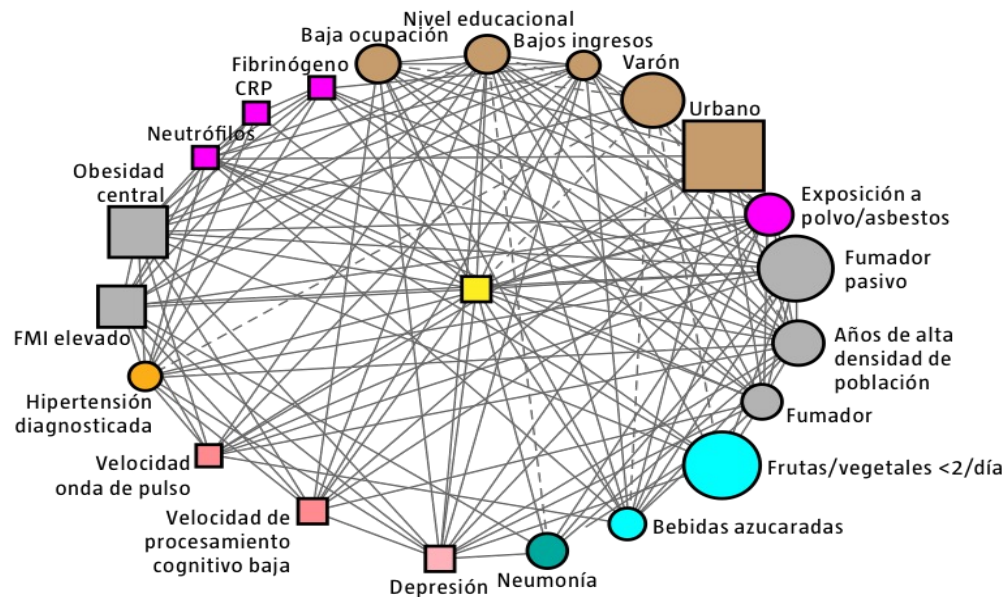 Nivel educacional
Baja ocupación
Bajos ingresos
Varón
Fibrinógeno
CRP
Urbano
Neutrófilos
Obesidad
central
Exposición a
polvo/asbestos
Fumador
pasivo
FMI elevado
Años de alta
densidad de
población
Hipertensión
diagnosticada
Fumador
Velocidad
onda de pulso
Frutas/vegetales <2/día
Velocidad de
procesamiento
cognitivo baja
Bebidas azucaradas
Depresión
Neumonía